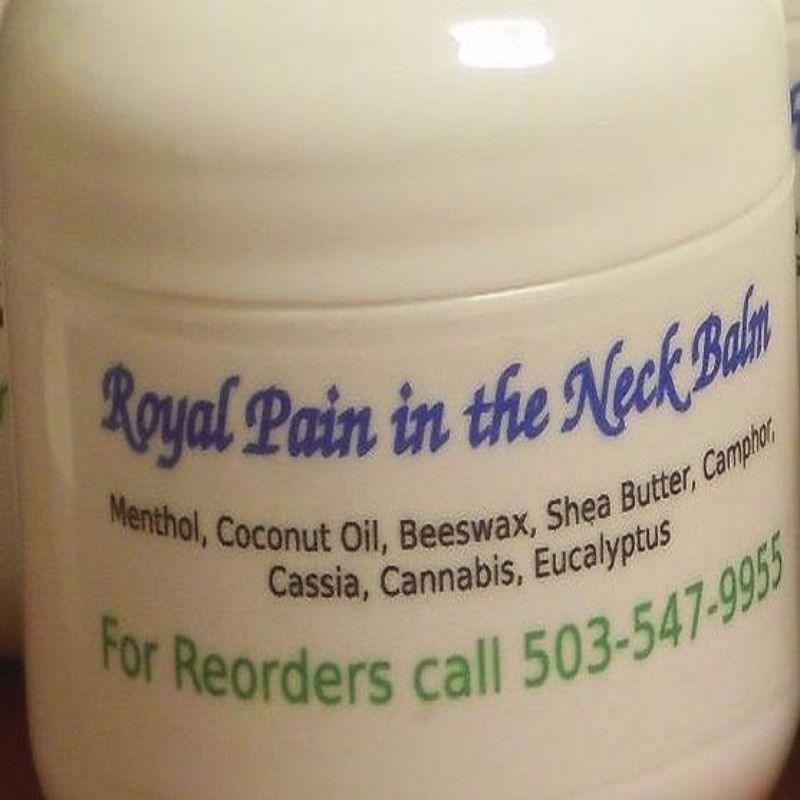 Royal Pain in the Neck Balm
Menthol, Coconut Oil, Beeswax, Shea Butter, Camphor,
Cassia, Cannabis, Eucalyptus
For Reorders call 503-547-9955